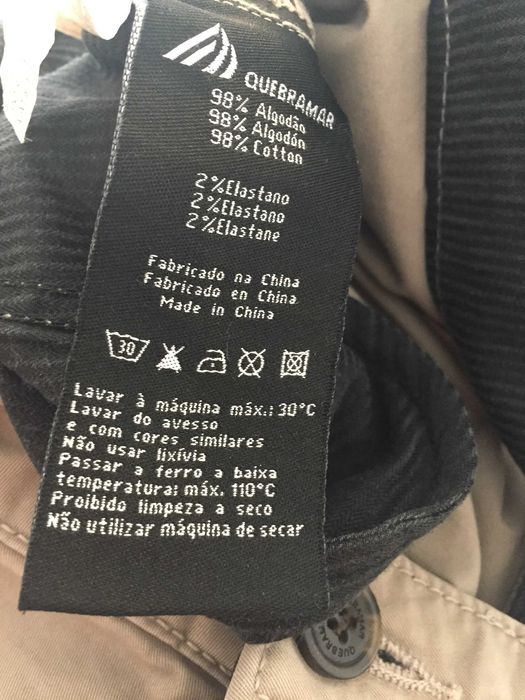 QUEBRAMAR
98% Algodão
98% Algodón
98% Cotton
2%Elastano
2%Elastano
2%Elastane
Fabricado na China
Fabricado en China
Made in China
30
Lavar à máquina máx.: 30°C
Lavar do avesso
e com cores similares
Não usar lixívia
Passar a ferro a baixa
temperatura: máx. 110°C
Proibido limpeza a seco
Não utilizar máquina de secar
QUEBRAMAR